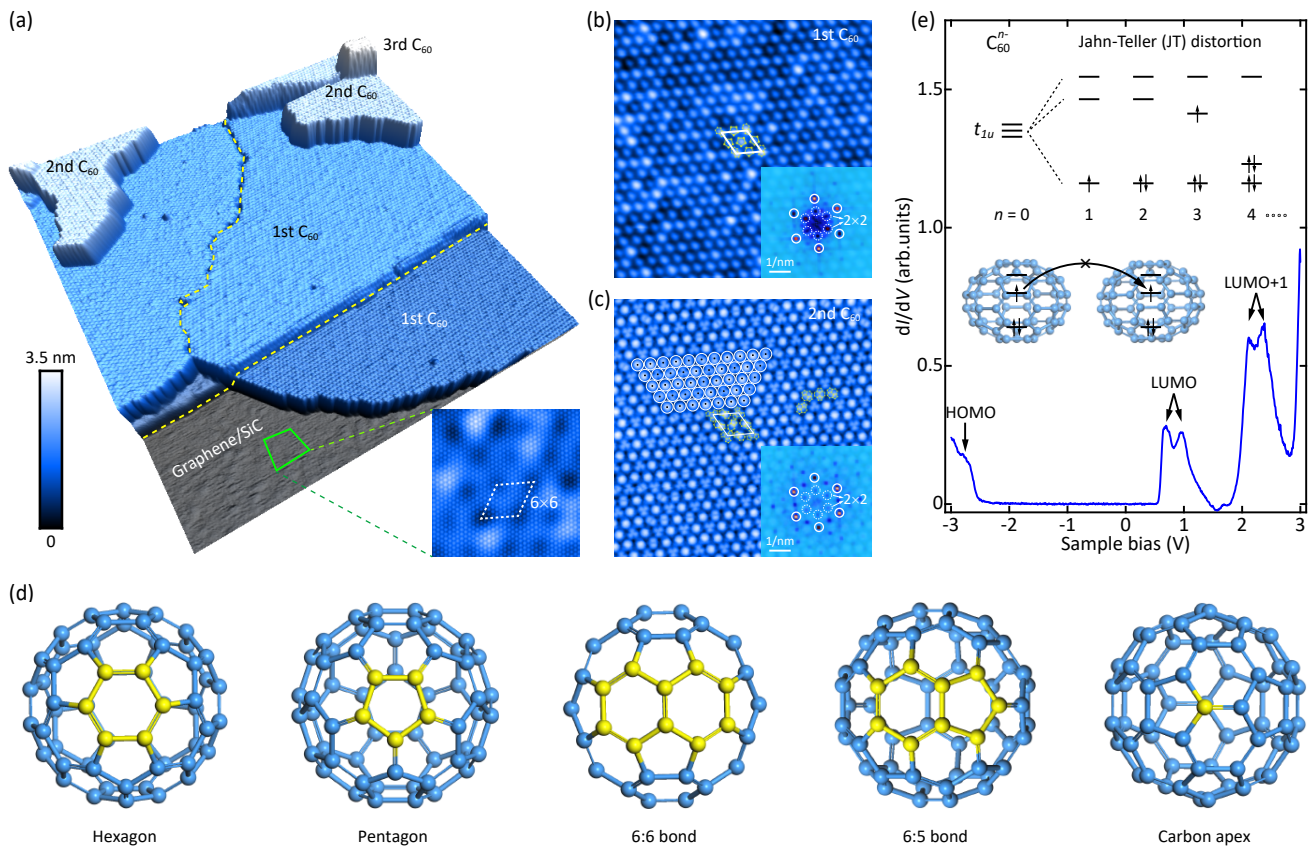 (a)
3rd C60
2nd C60
2nd C60
1st C60
1st C60
3.5 nm
0
Graphene/SiC
6×6
(b)
1st C60
2×2
1/nm
(c)
2nd C60
2×2
1/nm
(e)
C60n-
Jahn-Teller (JT) distortion
t1u
n = 0 1 2 3 4
HOMO
LUMO
LUMO+1
dI/dV (arb.units)
1.5
1.0
0.5
0
-3 -2 -1 0 1 2 3
Sample bias (V)
(d)
Hexagon Pentagon 6:6 bond 6:5 bond Carbon apex